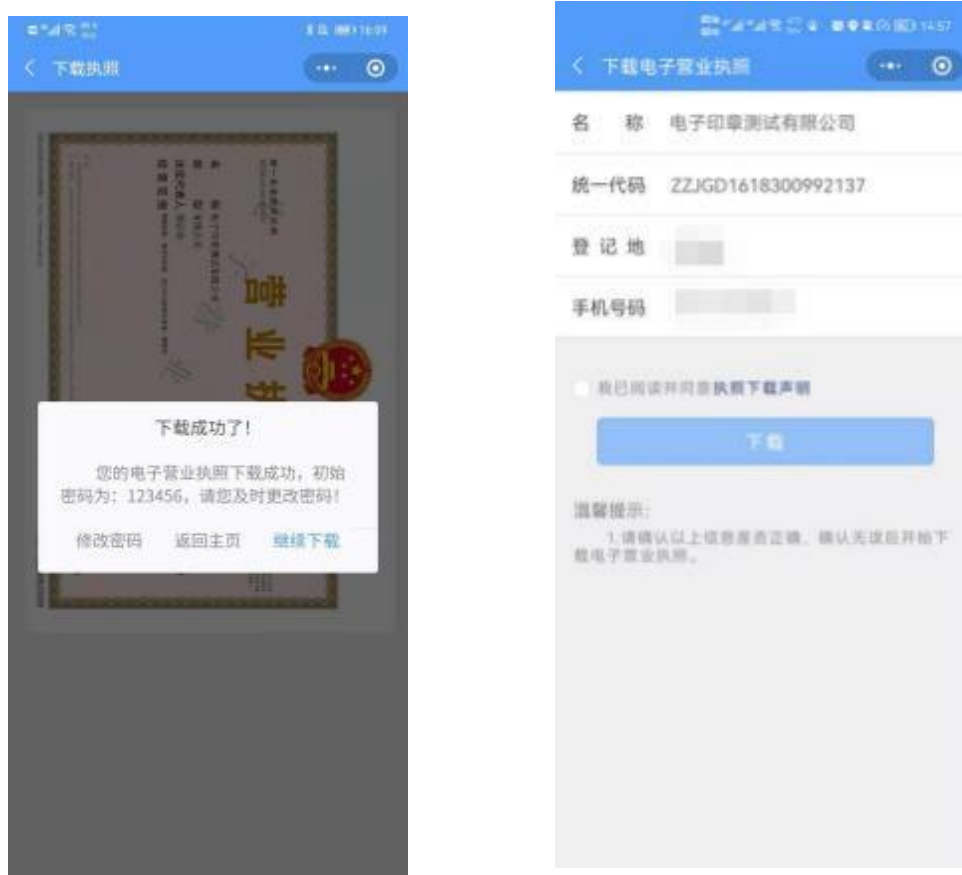 16:01
下载执照
营业执
下载成功了!
您的电子营业执照下载成功，初始
密码为: 123456，请您及时更改密码!
修改密码 返回主页 继续下载
14:57
下载电子营业执照
名 称 电子印章测试有限公司
统一代码 ZZJGD1618300992137
登 记 地
手机号码
我已阅读并同意执照下载声明
下载
温馨提示:
1.请确认以上信息是否正确，确认无误后开始下
载电子营业执照。